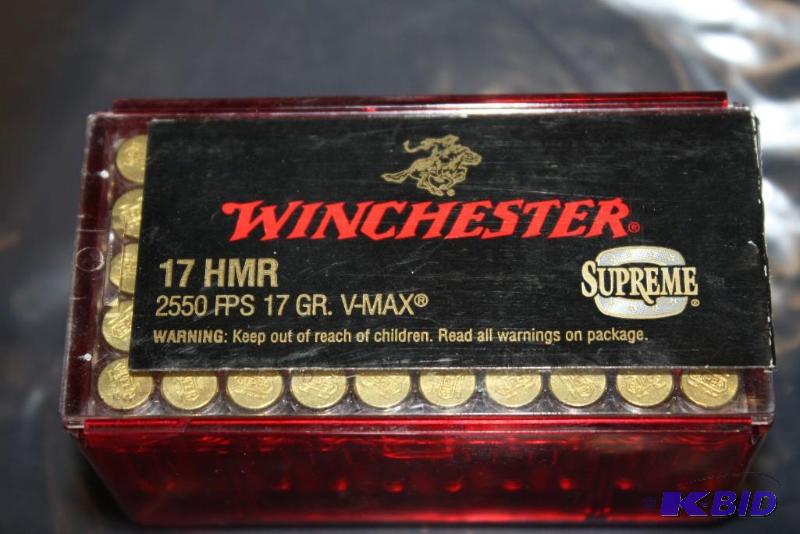 WINCHESTER®
17 HMR
2550 FPS 17 GR. V-MAX®
SUPREME®
WARNING: Keep out of reach of children. Read all warnings on package.
K-BID